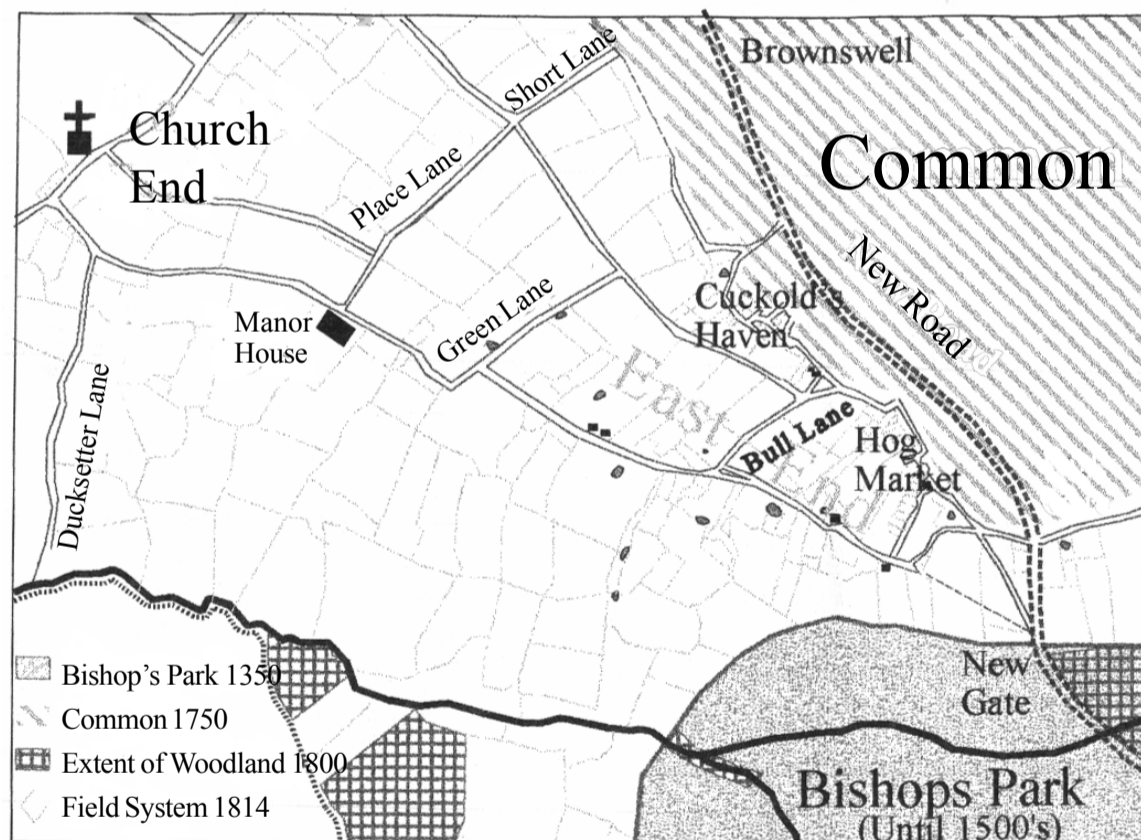 Brownswell
Short Lane
Church
End
Common
Place Lane
New Road
Cuckold's
Haven
Green Lane
Manor
House
East
End
Bull Lane
Hog
Market
Ducksetter Lane
New
Gate
Bishop's Park 1350
Common 1750
Extent of Woodland 1800
Field System 1814
Bishops Park
(Until 1500's)